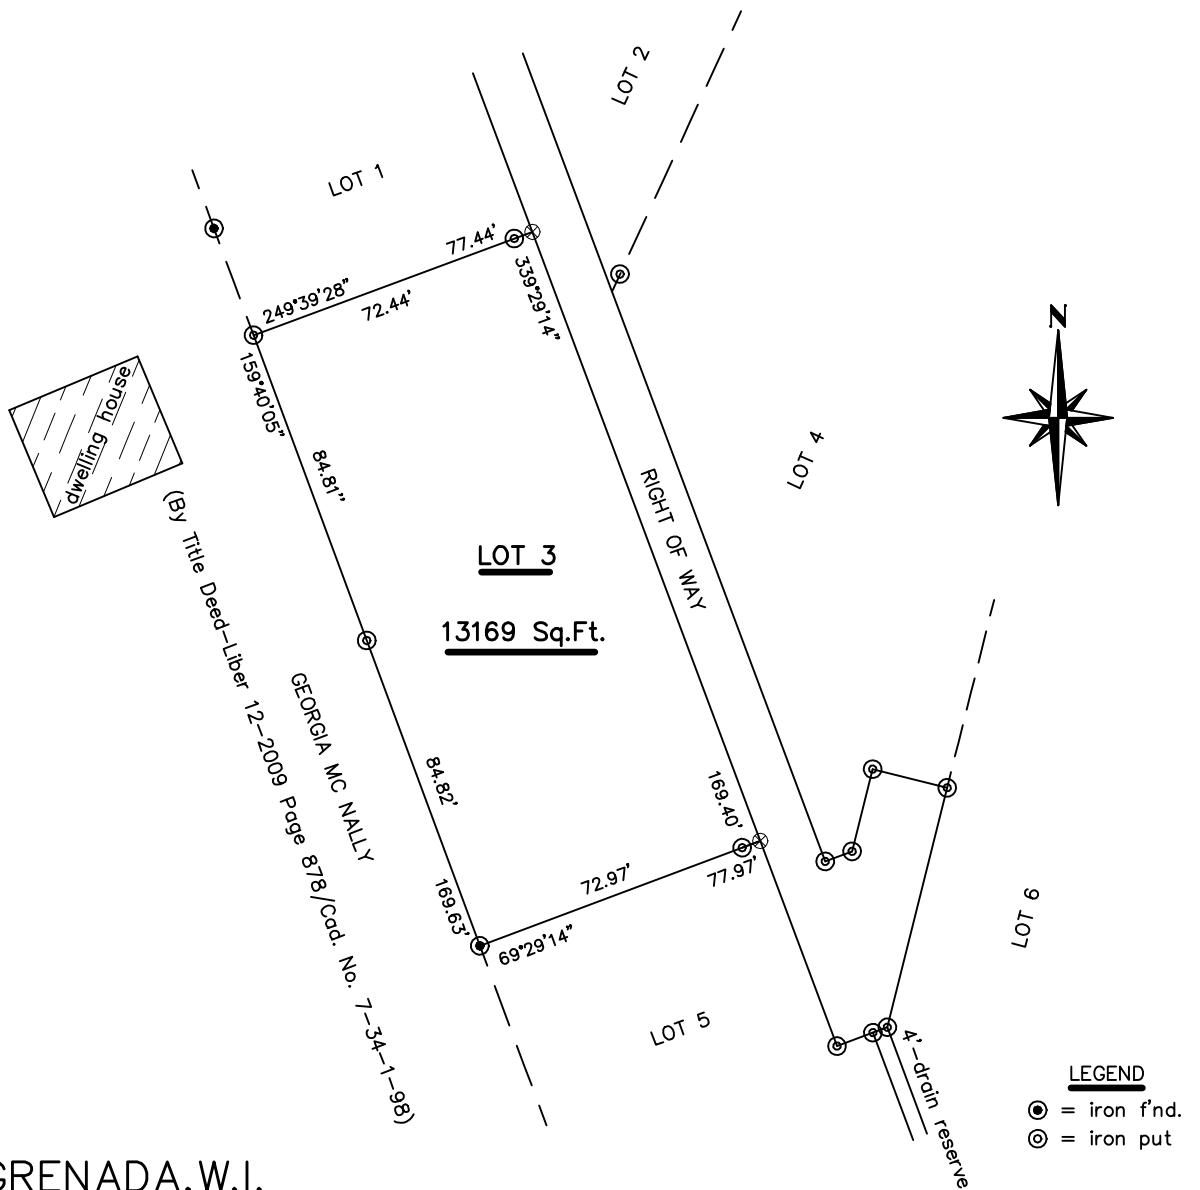 LOT 2
LOT 1
77.44'
249°39'28"
72.44'
339°29'14"
N
159°40'05"
dwelling house
84.81"
LOT 4
RIGHT OF WAY
LOT 3
13169 Sq.Ft.
(By Title Deed-Liber 12-2009 Page 878/Cad. No. 7-34-1-98)
GEORGIA MC NALLY
84.82'
169.40'
72.97'
77.97'
169.63'
69°29'14"
LOT 6
LOT 5
4'-drain reserve
LEGEND
= iron f'nd.
= iron put
GRENADA.W.I.